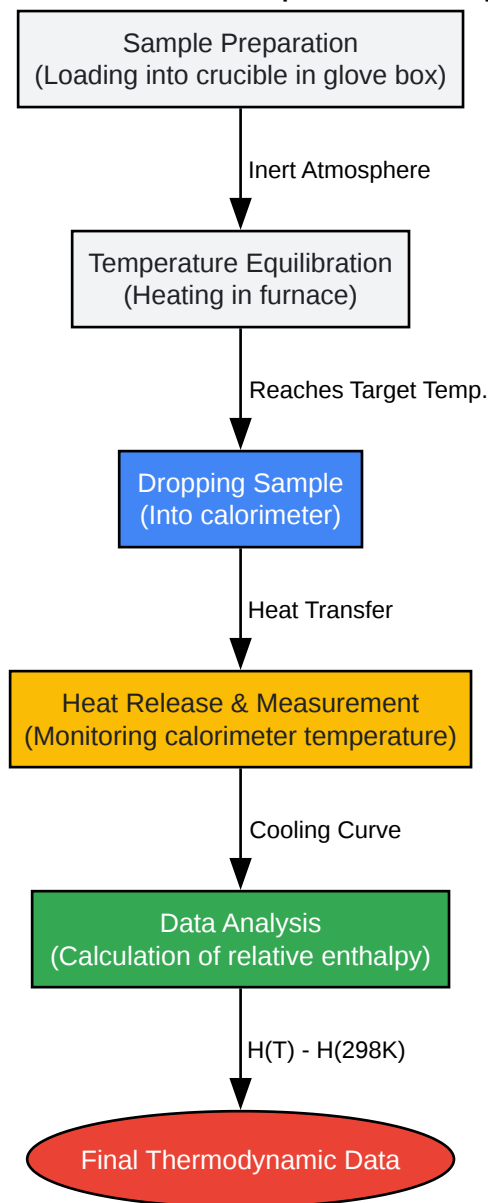 Sample Preparation
(Loading into crucible in glove box)
Inert Atmosphere
Temperature Equilibration
(Heating in furnace)
Reaches Target Temp.
Dropping Sample
(Into calorimeter)
Heat Transfer
Heat Release & Measurement
(Monitoring calorimeter temperature)
Cooling Curve
Data Analysis
(Calculation of relative enthalpy)
H(T) - H(298K)
Final Thermodynamic Data